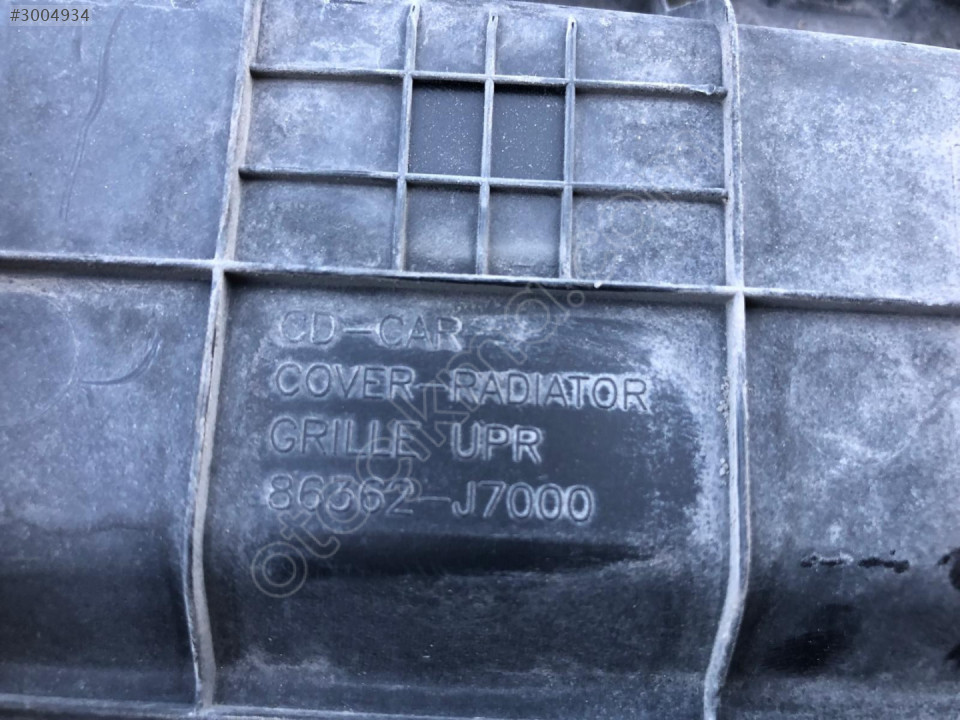 #3004934
CD-CAR
COVER-RADIATOR
GRILLE UPR
86362-J7000